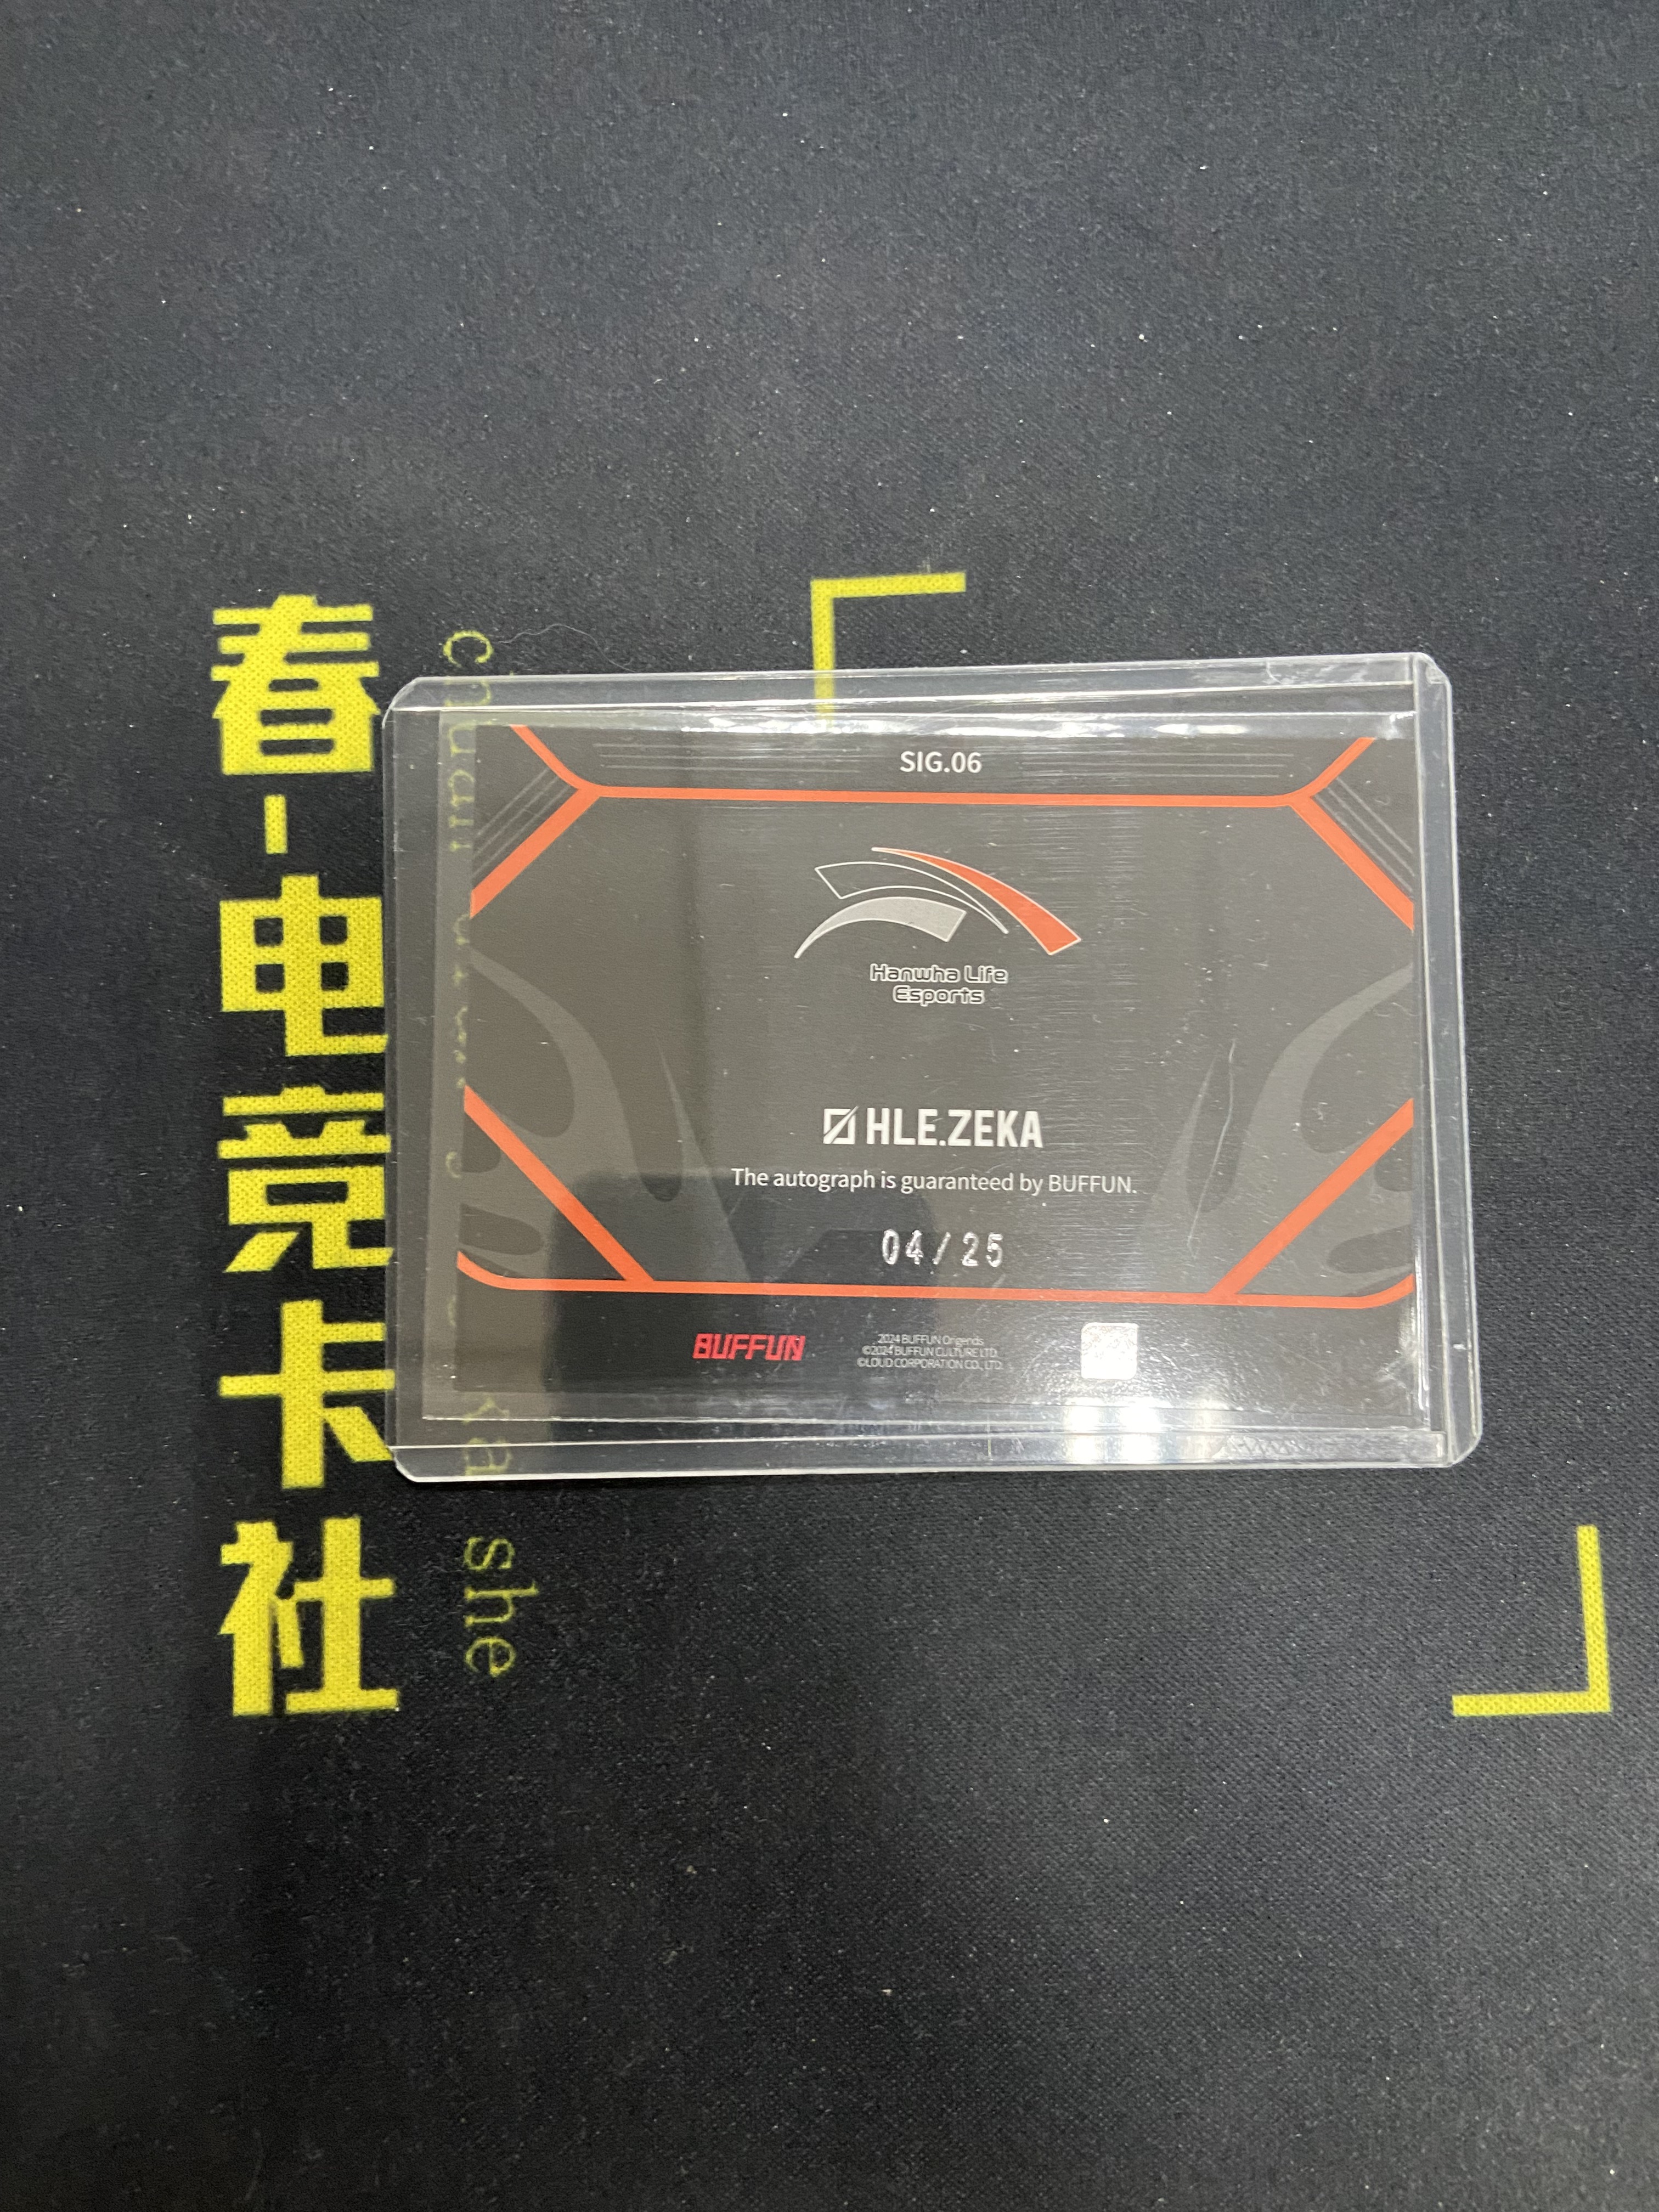 春-电竞卡社
she
SIG.06
Hanwha Life
Esports
HLE.ZEKA
The autograph is guaranteed by BUFFUN.
04/25
BUFFUN
2024 BUFFUN Origends
©2024 BUFFUN CULTURE LTD.
©LOUD CORPORATION CO., LTD.